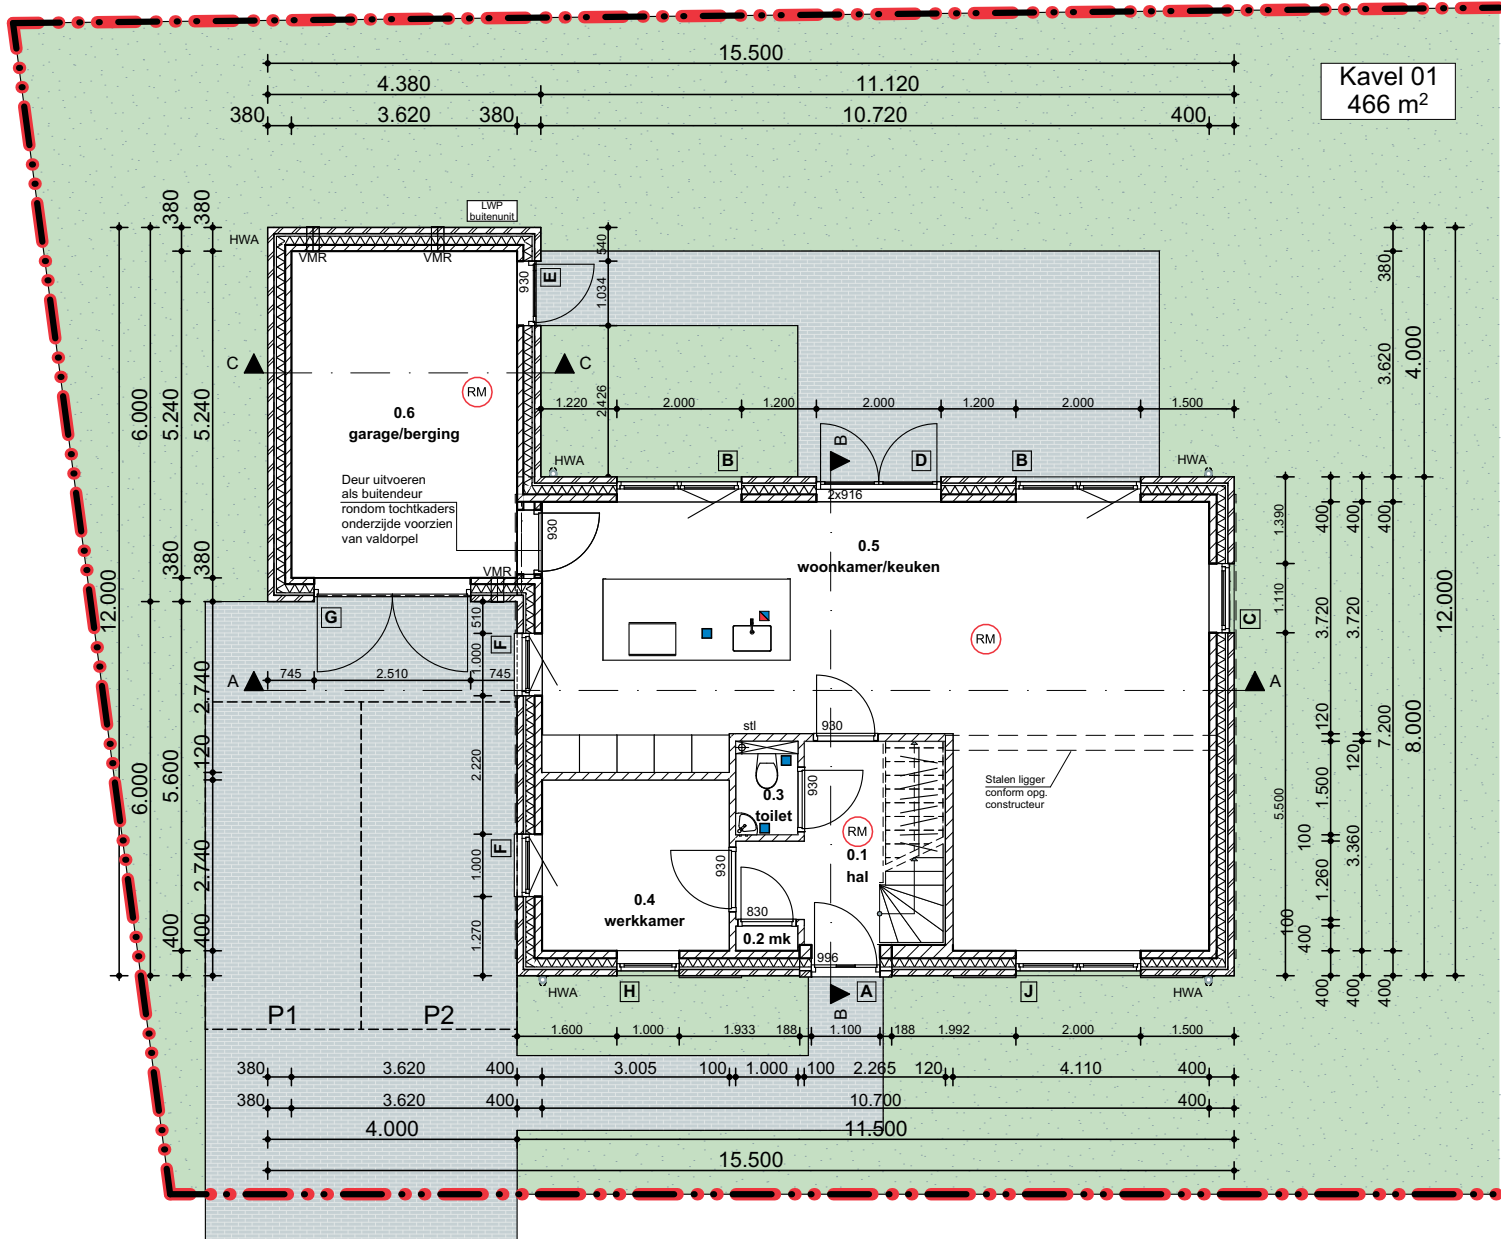 15.500
4.380
11.120
380
3.620
380
10.720
400
Kavel 01
466 m²
380
380
HWA
LWP
buitenunit
VMR
VMR
930
E
540
1.034
2.426
380
3.620
4.000
C
C
RM
0.6
garage/berging
6.000
5.240
5.240
1.220
2.000
1.200
2.000
1.200
2.000
1.500
B
B
D
B
HWA
HWA
2x916
Deur uitvoeren
als buitendeur
rondom tochtkaders
onderzijde voorzien
van valdorpel
930
0.5
woonkamer/keuken
1.390
400
400
400
380
380
VMR
12.000
G
F
510
1.000
1.110
C
3.720
3.720
12.000
RM
A
745
2.510
745
A
2.740
120
stl
930
120
120
7.200
8.000
2.220
Stalen ligger
conform opg.
constructeur
0.3
toilet
930
RM
0.1
hal
6.000
5.600
2.740
F
1.000
930
0.4
werkkamer
830
0.2 mk
996
5.500
1.500
100
3.360
1.260
100
400
400
400
1.270
400
400
400
HWA
H
B
A
J
HWA
P1
P2
1.600
1.000
1.933
188
1.100
188
1.992
2.000
1.500
380
3.620
400
3.005
100
1.000
100
2.265
120
4.110
400
380
3.620
400
10.700
400
4.000
11.500
15.500